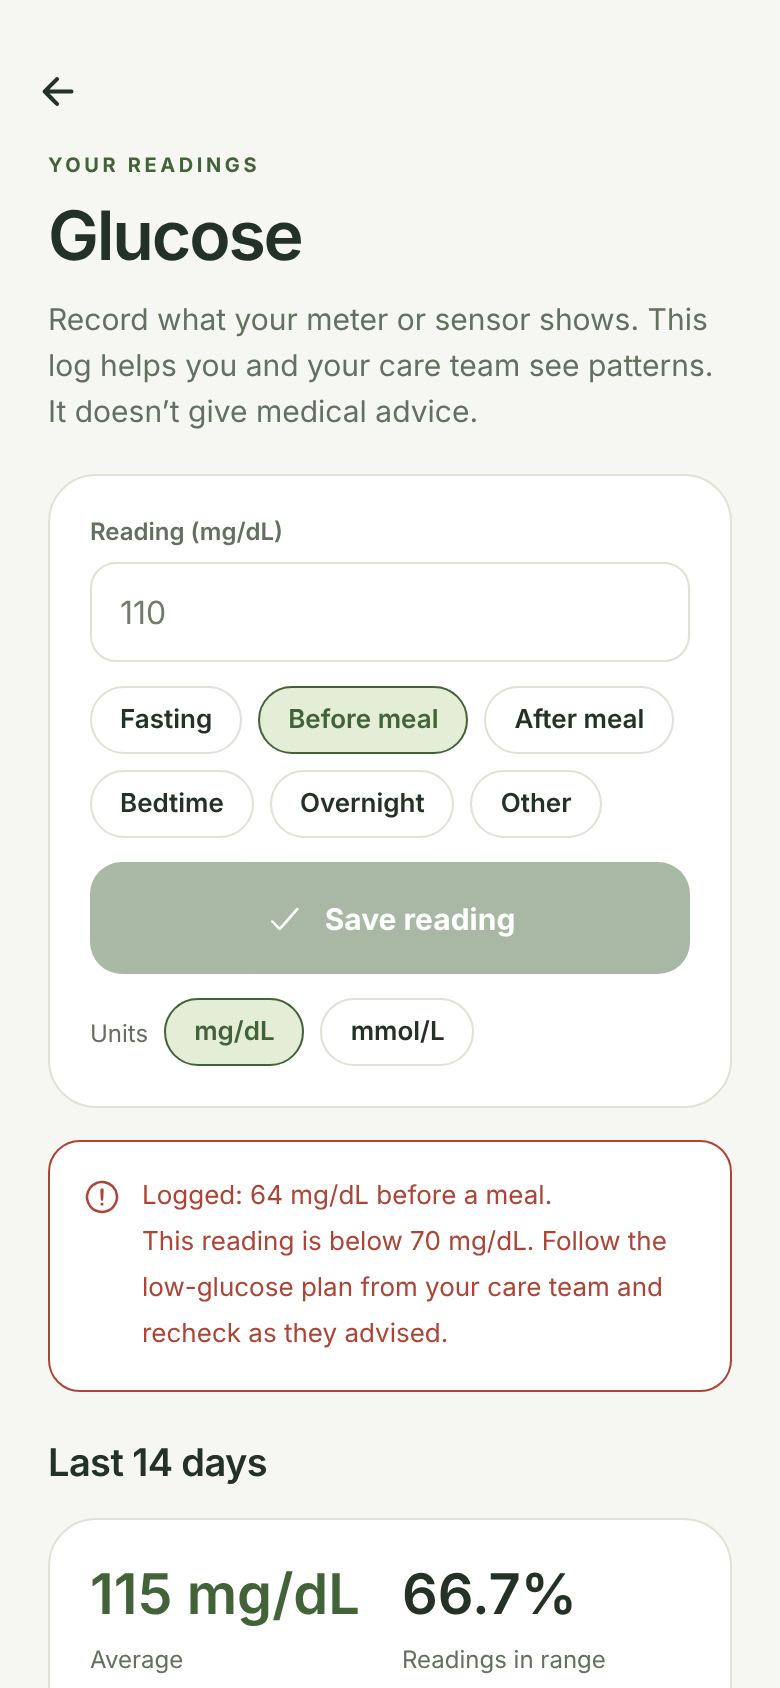 YOUR READINGS
Glucose
Record what your meter or sensor shows. This
log helps you and your care team see patterns.
It doesn’t give medical advice.
Reading (mg/dL)
110
Fasting
Before meal
After meal
Bedtime
Overnight
Other
Save reading
Units
mg/dL
mmol/L
Logged: 64 mg/dL before a meal.
This reading is below 70 mg/dL. Follow the
low-glucose plan from your care team and
recheck as they advised.
Last 14 days
115 mg/dL
66.7%
Average
Readings in range